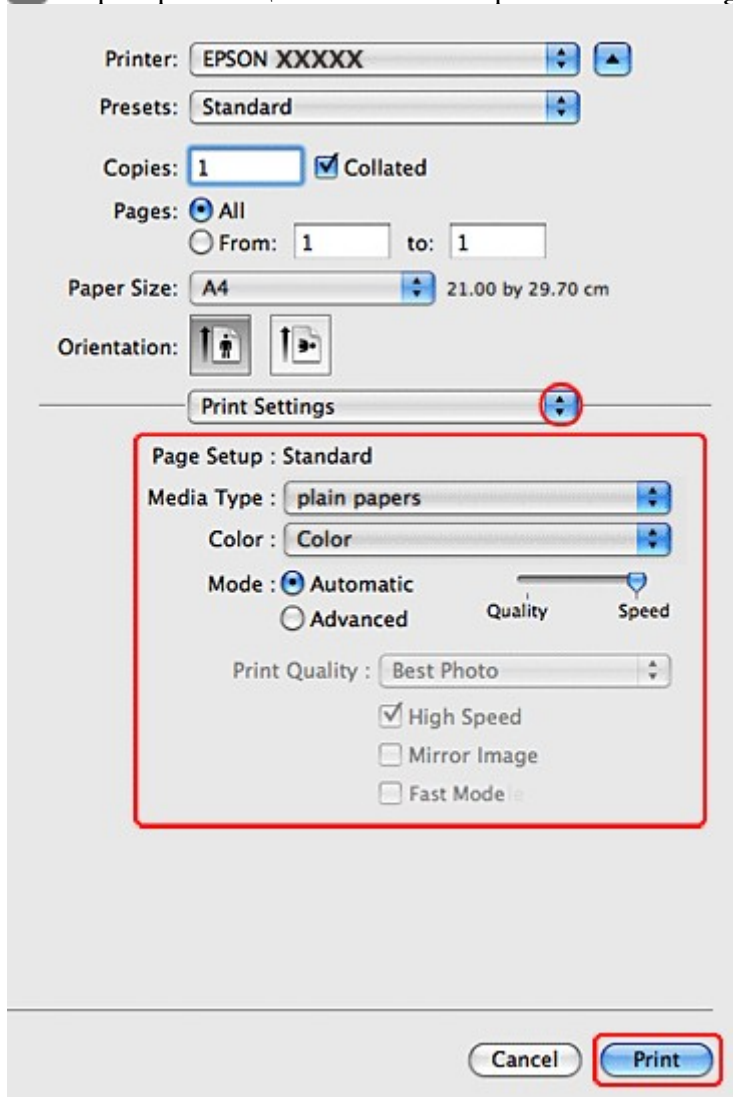 Printer: EPSON XXXXX
Presets: Standard
Copies: 1 Collated
Pages: All
From: 1 to: 1
Paper Size: A4 21.00 by 29.70 cm
Orientation:
Print Settings
Page Setup : Standard
Media Type : plain papers
Color : Color
Mode : Automatic
Advanced
Quality Speed
Print Quality : Best Photo
High Speed
Mirror Image
Fast Mode
Cancel Print